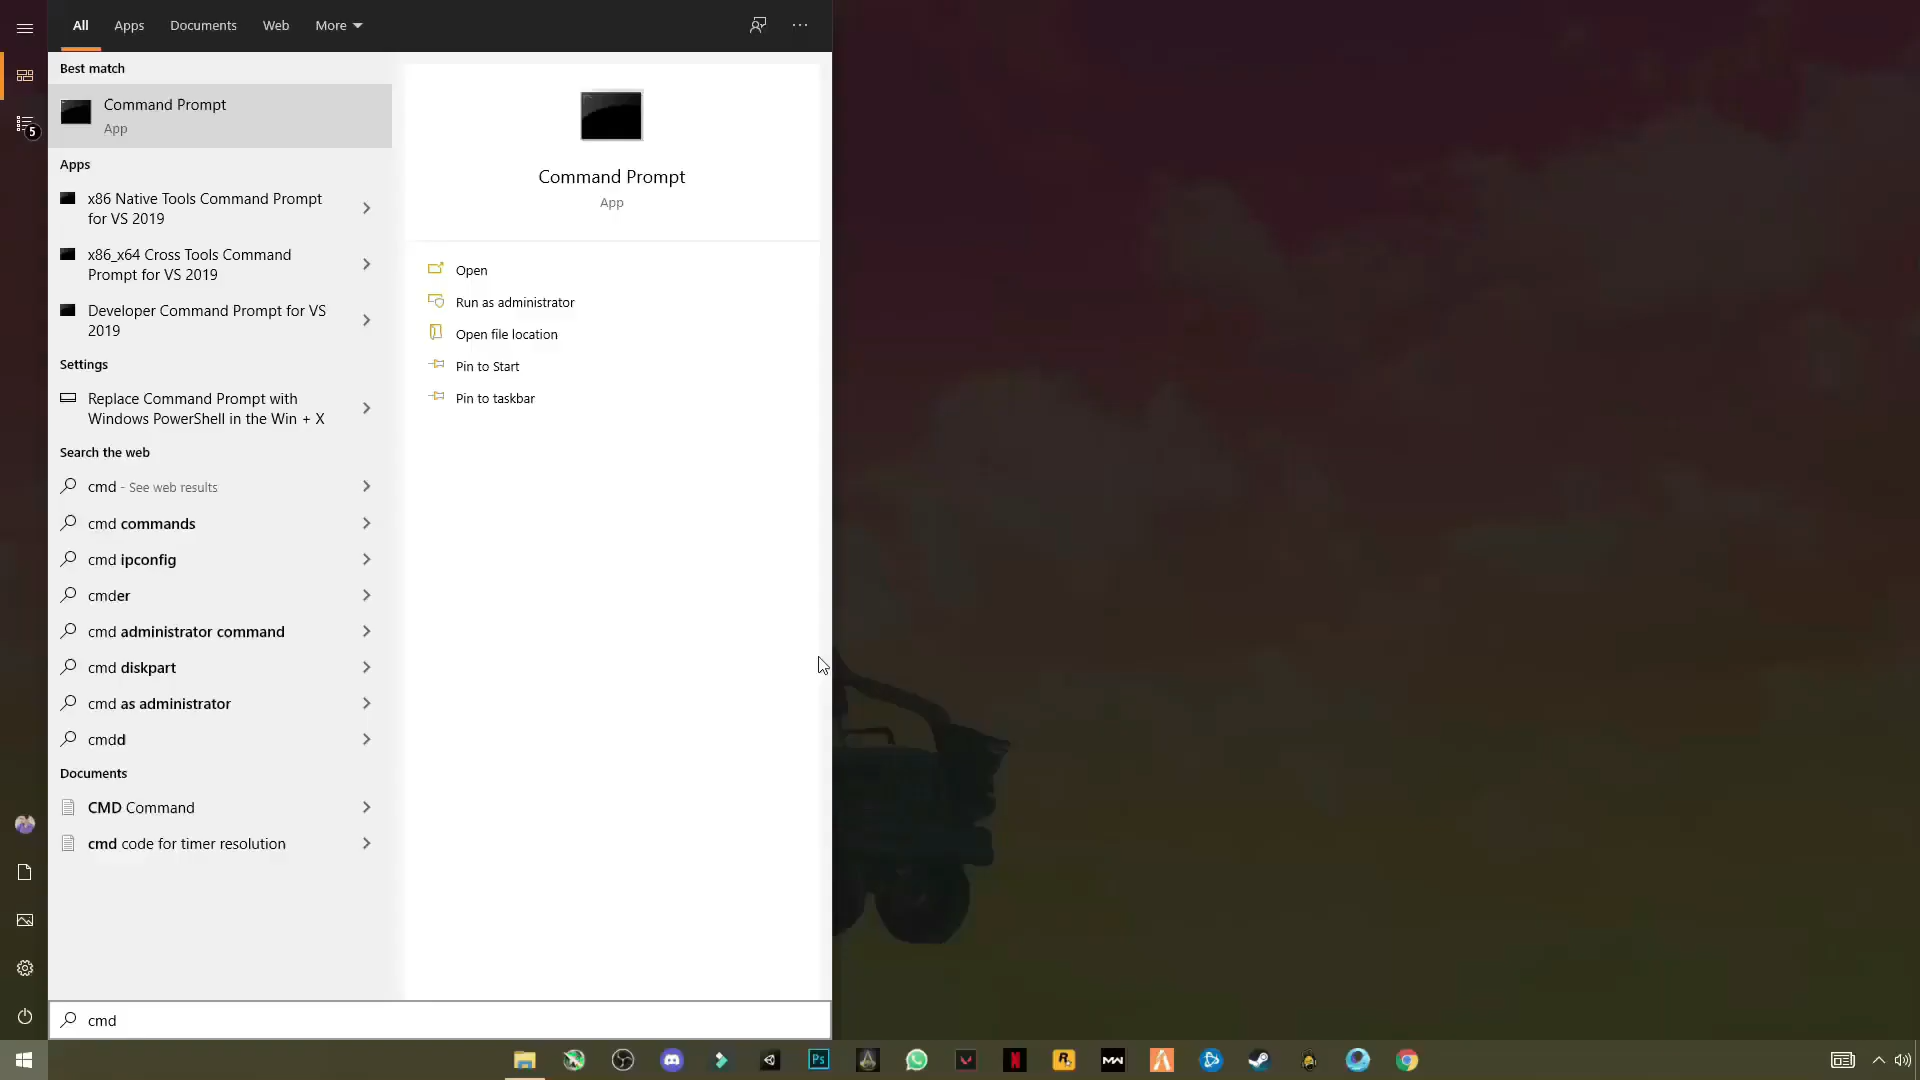 All
Apps
Documents
Web
More
Best match
Command Prompt
App
Apps
x86 Native Tools Command Prompt
for VS 2019
x86_x64 Cross Tools Command
Prompt for VS 2019
Developer Command Prompt for VS
2019
Settings
Replace Command Prompt with
Windows PowerShell in the Win + X
Search the web
cmd - See web results
cmd commands
cmd ipconfig
cmder
cmd administrator command
cmd diskpart
cmd as administrator
cmdd
Documents
CMD Command
cmd code for timer resolution
cmd
Command Prompt
App
Open
Run as administrator
Open file location
Pin to Start
Pin to taskbar
5
Ps
N
R
MW